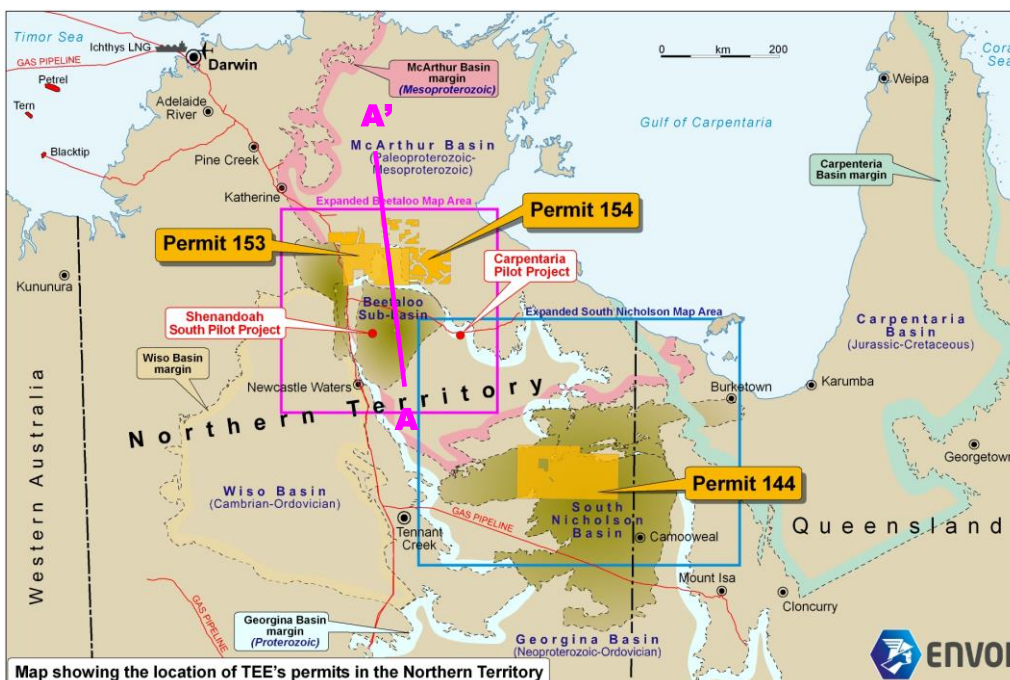 Timor Sea
Ichthys LNG
GAS PIPELINE
Darwin
Petrel
Tern
Blacktip
Adelaide
River
Pine Creek
Katherine
McArthur Basin
margin
(Mesoproterozoic)
A'
McArthur Basin
(Paleoproterozoic-
Mesoproterozoic)
0
km
200
Gulf of Carpentaria
Weipa
Carpenteria
Basin margin
Expanded Beetaloo Map Area
Permit 153
Permit 154
Carpentaria
Pilot Project
Kununura
Beetaloo
Sub-basin
Shenandoah
South Pilot Project
Expanded South Nicholson Map Area
Carpentaria
Basin
(Jurassic-Cretaceous)
Wiso Basin
margin
Newcastle Waters
A
Burketown
Karumba
Northern Territory
Western Australia
Georgetown
Wiso Basin
(Cambrian-Ordovician)
Permit 144
GAS PIPELINE
South
Nicholson
Basin
Tennant
Creek
Camooweal
Queensland
Mount Isa
Cloncurry
GAS PIPELINE
Georgina Basin
margin
(Proterozoic)
Georgina Basin
(Neoproterozoic-Ordovician)
Map showing the location of TEE's permits in the Northern Territory